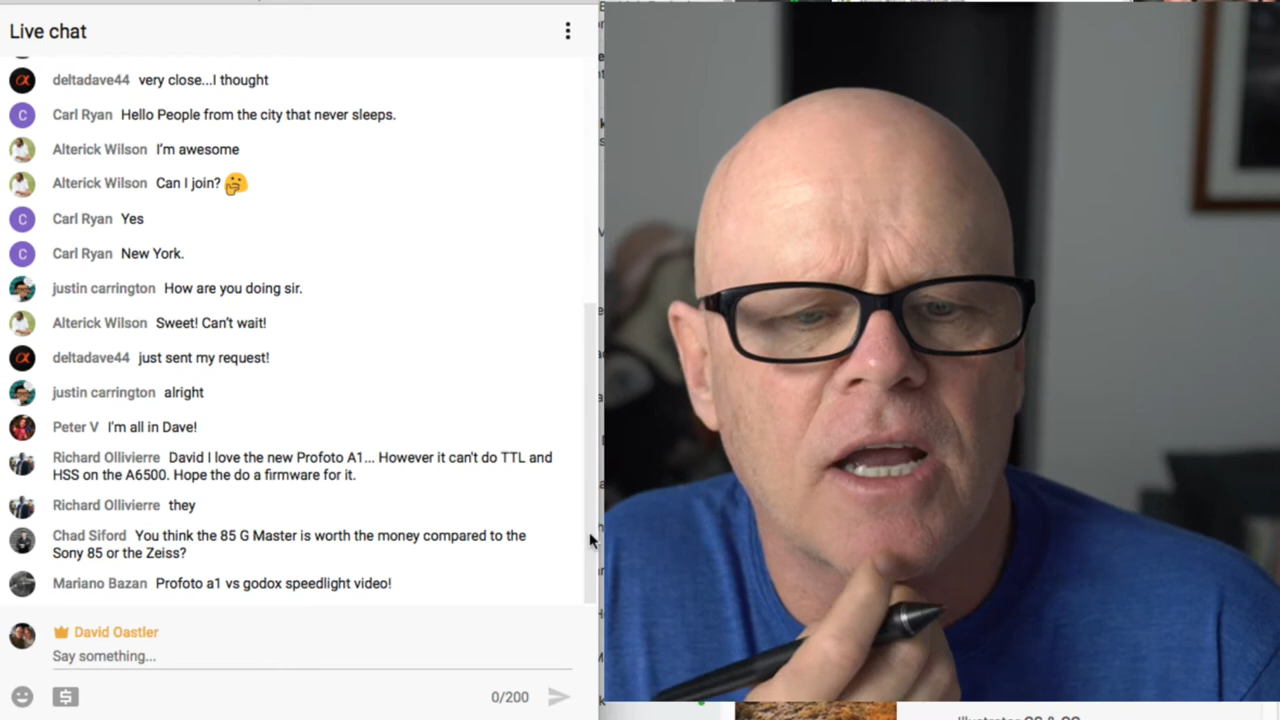 Live chat
deltadave44 very close...I thought
Carl Ryan Hello People from the city that never sleeps.
Alterick Wilson I'm awesome
Alterick Wilson Can I join? 🤔
Carl Ryan Yes
Carl Ryan New York.
justin carrington How are you doing sir.
Alterick Wilson Sweet! Can't wait!
deltadave44 just sent my request!
justin carrington alright
Peter V I'm all in Dave!
Richard Ollivierre David I love the new Profoto A1... However it can't do TTL and
HSS on the A6500. Hope the do a firmware for it.
Richard Ollivierre they
Chad Siford You think the 85 G Master is worth the money compared to the
Sony 85 or the Zeiss?
Mariano Bazan Profoto a1 vs godox speedlight video!
David Oastler
Say something...
0/200